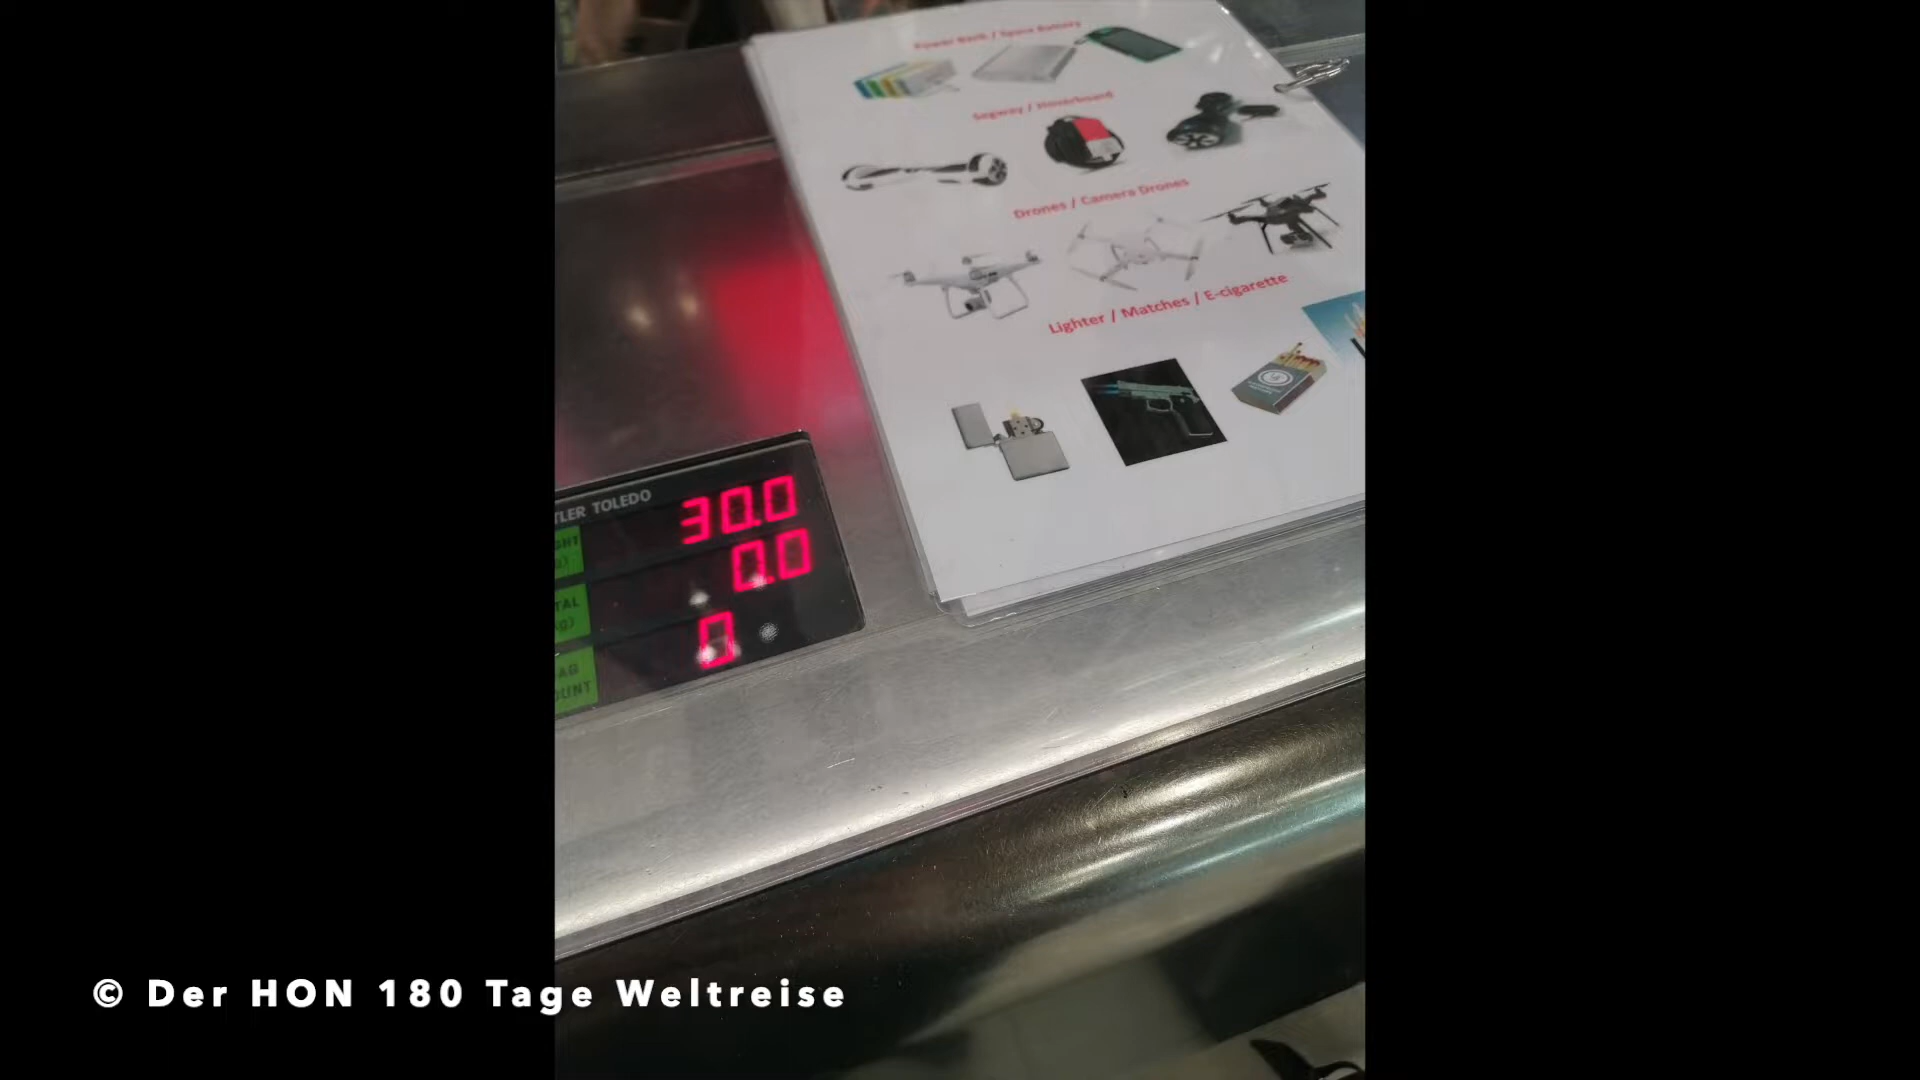 Power Bank / Spare Battery
Segway / Hoverboard
Drones / Camera Drones
Lighter / Matches / E-cigarette
TLER TOLEDO
30.0
0.0
0
© Der HON 180 Tage Weltreise